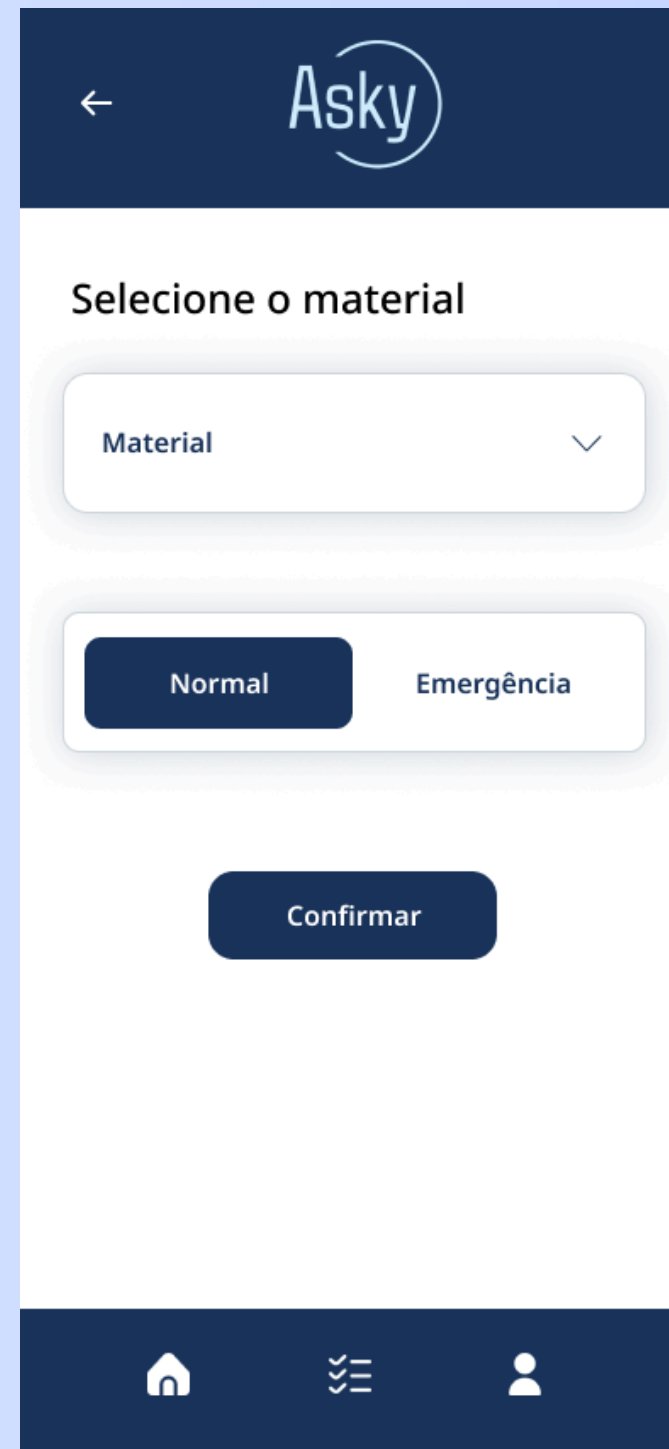 Asky
Selecione o material
Material
Normal Emergência
Confirmar